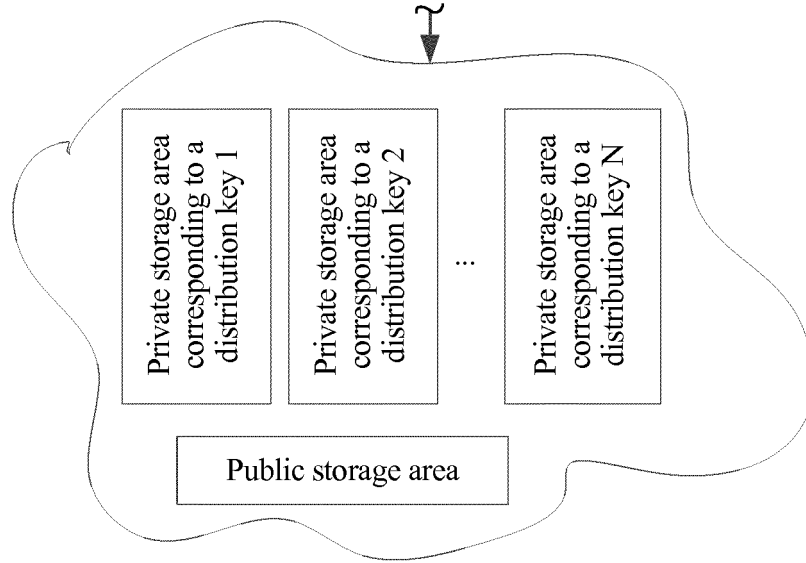 Private storage area
corresponding to a
distribution key 1
Private storage area
corresponding to a
distribution key 2
...
Private storage area
corresponding to a
distribution key N
Public storage area